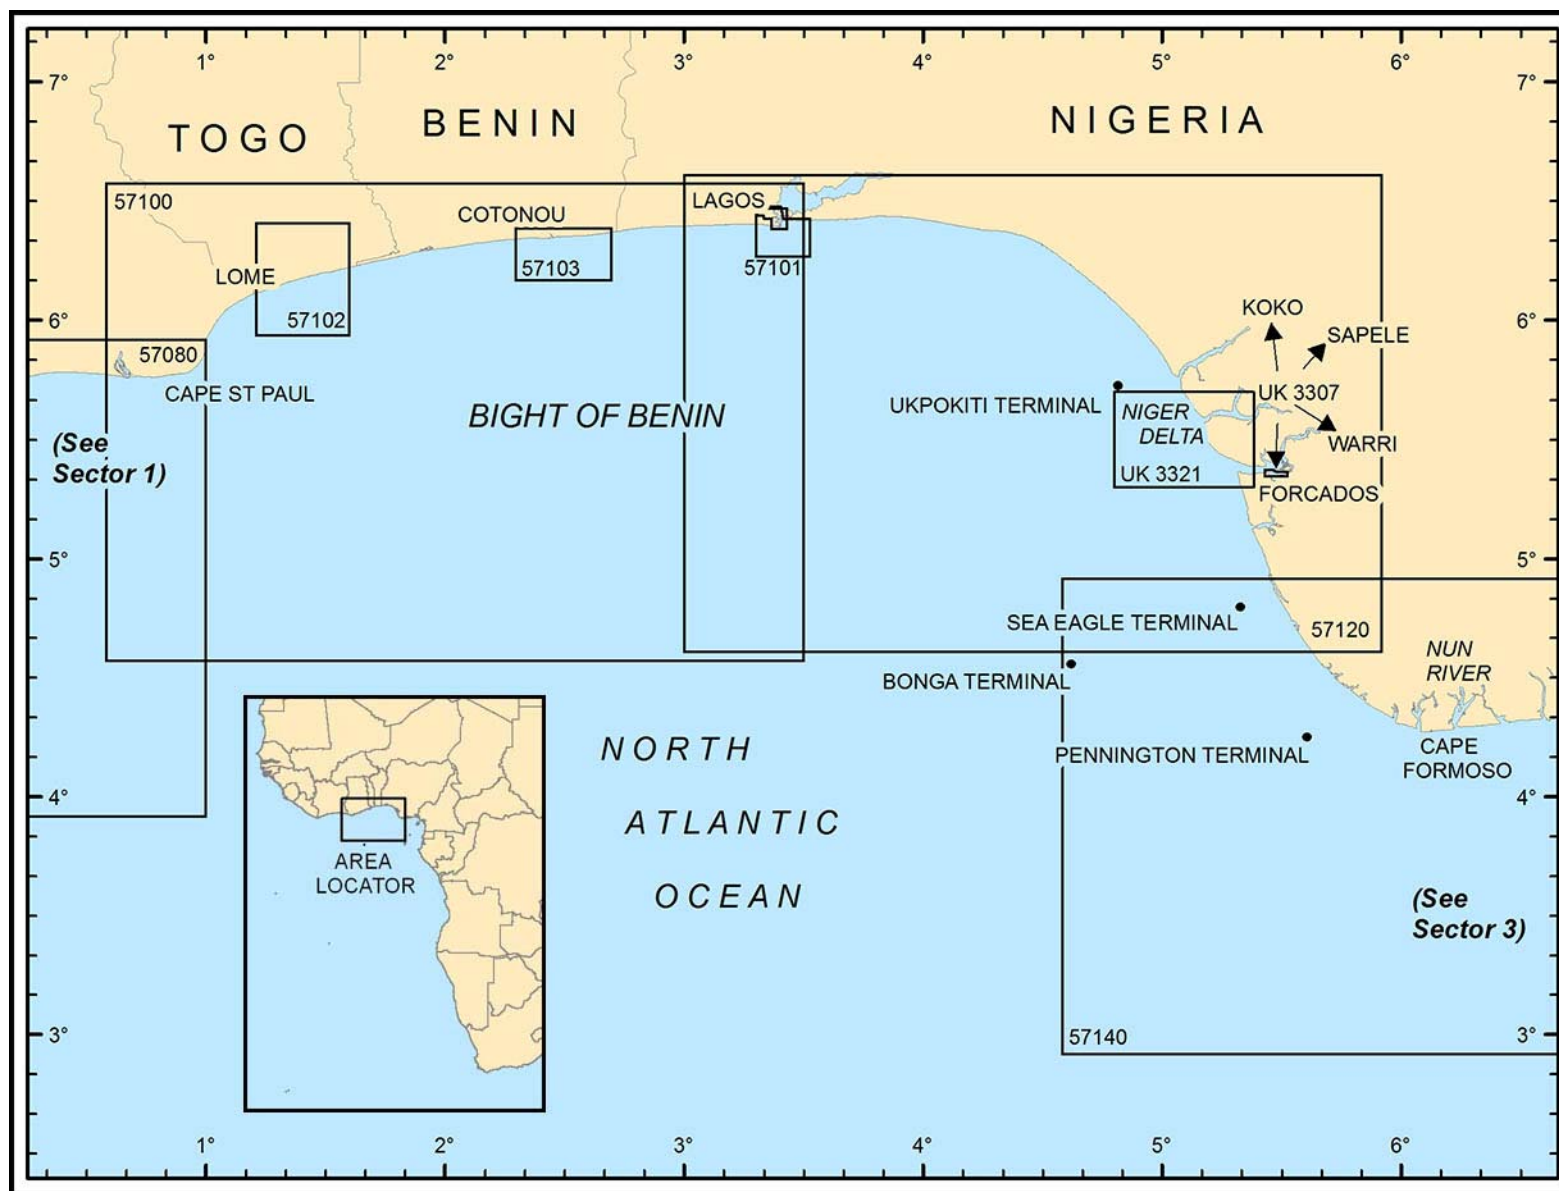 1° 2° 3° 4° 5° 6°
7° 7°
TOGO
BENIN
NIGERIA
57100
LAGOS
COTONOU
LOME
57103
57101
57102
6° 6°
KOKO
SAPELE
57080
CAPE ST PAUL
UK 3307
UKPOKITI TERMINAL
NIGER
DELTA
BIGHT OF BENIN
WARRI
(See
Sector 1)
UK 3321
FORCADOS
5° 5°
SEA EAGLE TERMINAL
57120
NUN
RIVER
BONGA TERMINAL
NORTH
ATLANTIC
OCEAN
PENNINGTON TERMINAL
CAPE
FORMOSO
4° 4°
AREA
LOCATOR
(See
Sector 3)
3° 3°
57140
1° 2° 3° 4° 5° 6°